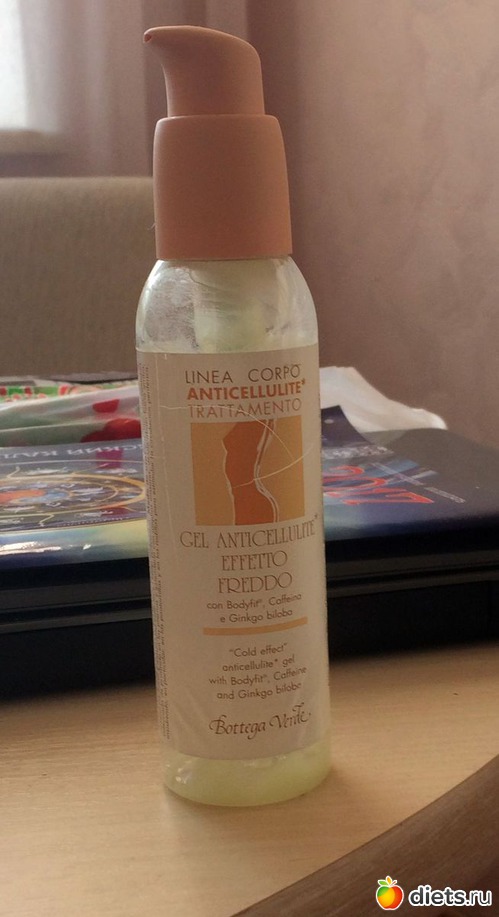 LINEA CORPO
ANTICELLULITE*
TRATTAMENTO
GEL ANTICELLULITE*
EFFETTO
FREDDO
con Bodyfit®, Caffeina
e Ginkgo biloba
"Cold effect"
anticellulite* gel
with Bodyfit®, Caffeine
and Ginkgo biloba
Bottega Verde
diets.ru